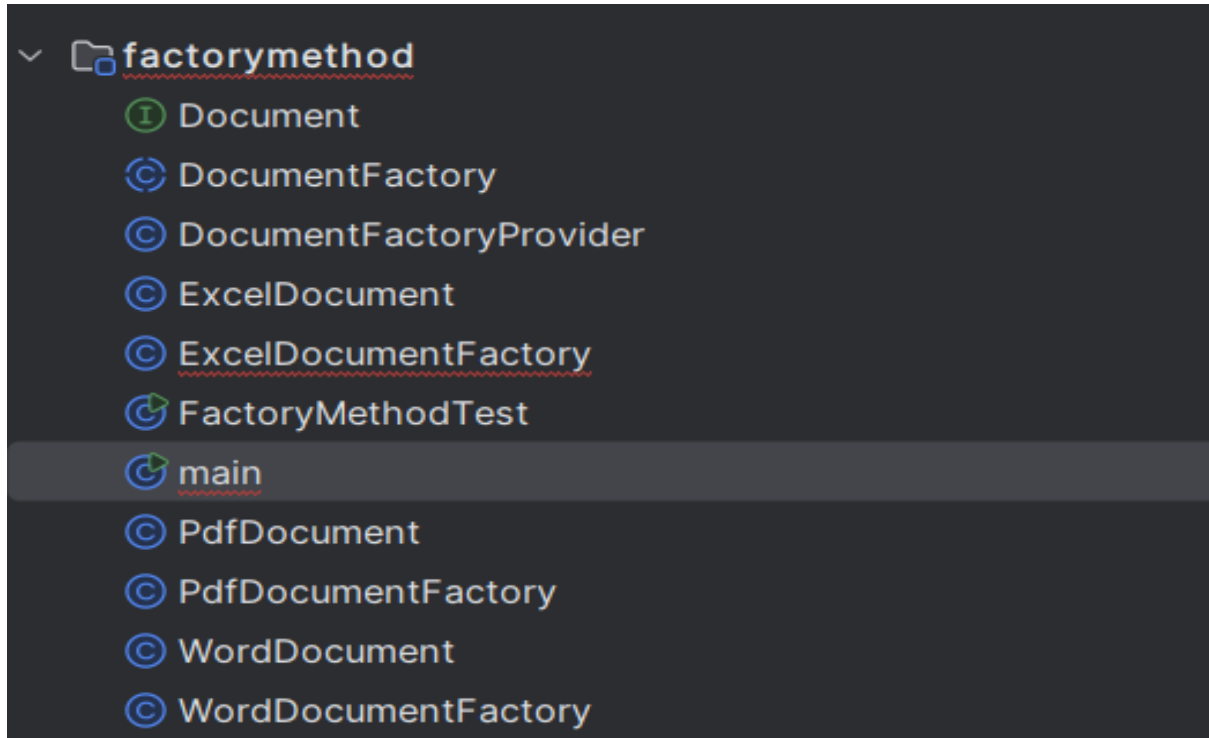 factorymethod
Document
DocumentFactory
DocumentFactoryProvider
ExcelDocument
ExcelDocumentFactory
FactoryMethodTest
main
PdfDocument
PdfDocumentFactory
WordDocument
WordDocumentFactory